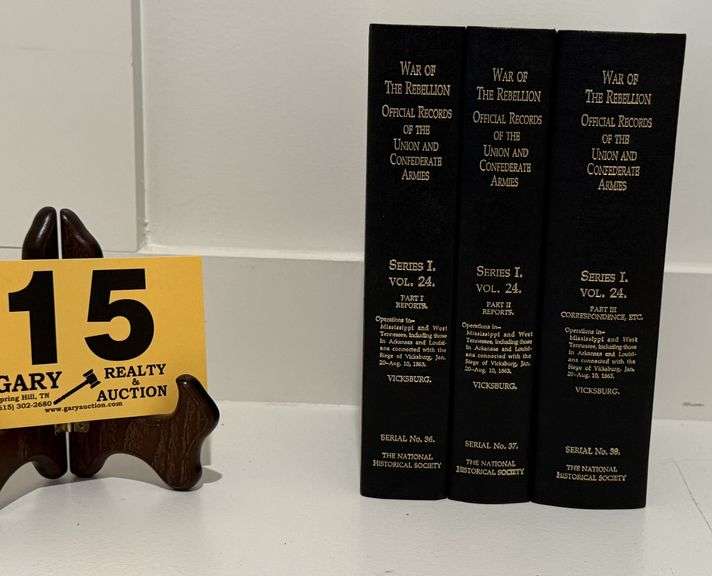 15
GARY
REALTY
&
AUCTION
pring Hill, TN
615) 302-2680
www.garyauction.com
WAR OF
THE REBELLION
OFFICIAL RECORDS
OF THE
UNION AND
CONFEDERATE
ARMIES
SERIES I.
VOL. 24.
PART I
REPORTS.
Operations in—
Mississippi and West
Tennessee, including those
in Arkansas and Louisi-
ana connected with the
Siege of Vicksburg, Jan.
20–Aug. 10, 1863.
VICKSBURG.
SERIAL No. 36.
THE NATIONAL
HISTORICAL SOCIETY
WAR OF
THE REBELLION
OFFICIAL RECORDS
OF THE
UNION AND
CONFEDERATE
ARMIES
SERIES I.
VOL. 24.
PART II
REPORTS.
Operations in—
Mississippi and West
Tennessee, including those
in Arkansas and Louisi-
ana connected with the
Siege of Vicksburg, Jan.
20–Aug. 10, 1863.
VICKSBURG.
SERIAL No. 37.
THE NATIONAL
HISTORICAL SOCIETY
WAR OF
THE REBELLION
OFFICIAL RECORDS
OF THE
UNION AND
CONFEDERATE
ARMIES
SERIES I.
VOL. 24.
PART III
CORRESPONDENCE, ETC.
Operations in—
Mississippi and West
Tennessee, including those
in Arkansas and Louisi-
ana connected with the
Siege of Vicksburg, Jan.
20–Aug. 10, 1863.
VICKSBURG.
SERIAL No. 38.
THE NATIONAL
HISTORICAL SOCIETY